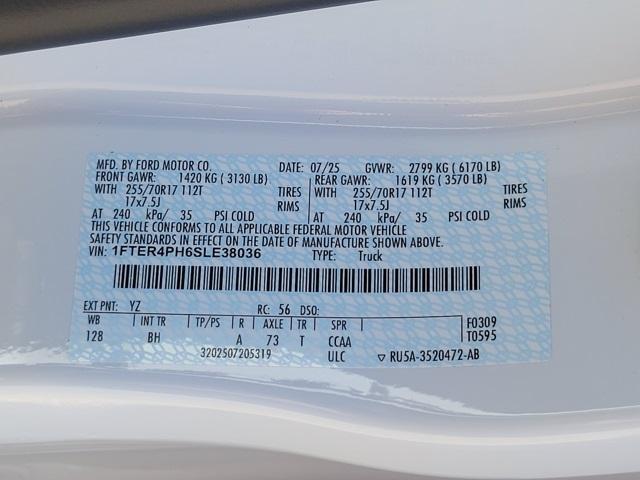 MFD. BY FORD MOTOR CO. DATE: 07/25 GVWR: 2799 KG ( 6170 LB)
FRONT GAWR: 1420 KG ( 3130 LB) REAR GAWR: 1619 KG ( 3570 LB)
WITH 255/70R17 112T TIRES WITH 255/70R17 112T TIRES
17x7.5J RIMS 17x7.5J RIMS
AT 240 kPa/ 35 PSI COLD AT 240 kPa/ 35 PSI COLD
THIS VEHICLE CONFORMS TO ALL APPLICABLE FEDERAL MOTOR VEHICLE
SAFETY STANDARDS IN EFFECT ON THE DATE OF MANUFACTURE SHOWN ABOVE.
VIN: 1FTER4PH6SLE38036 TYPE: Truck
EXT PNT: YZ RC: 56 DSO:
WB INT TR TP/PS R AXLE TR SPR F0309
128 BH A 73 T CCAA T0595
3202507205319 ULC ▽ RU5A-3520472-AB